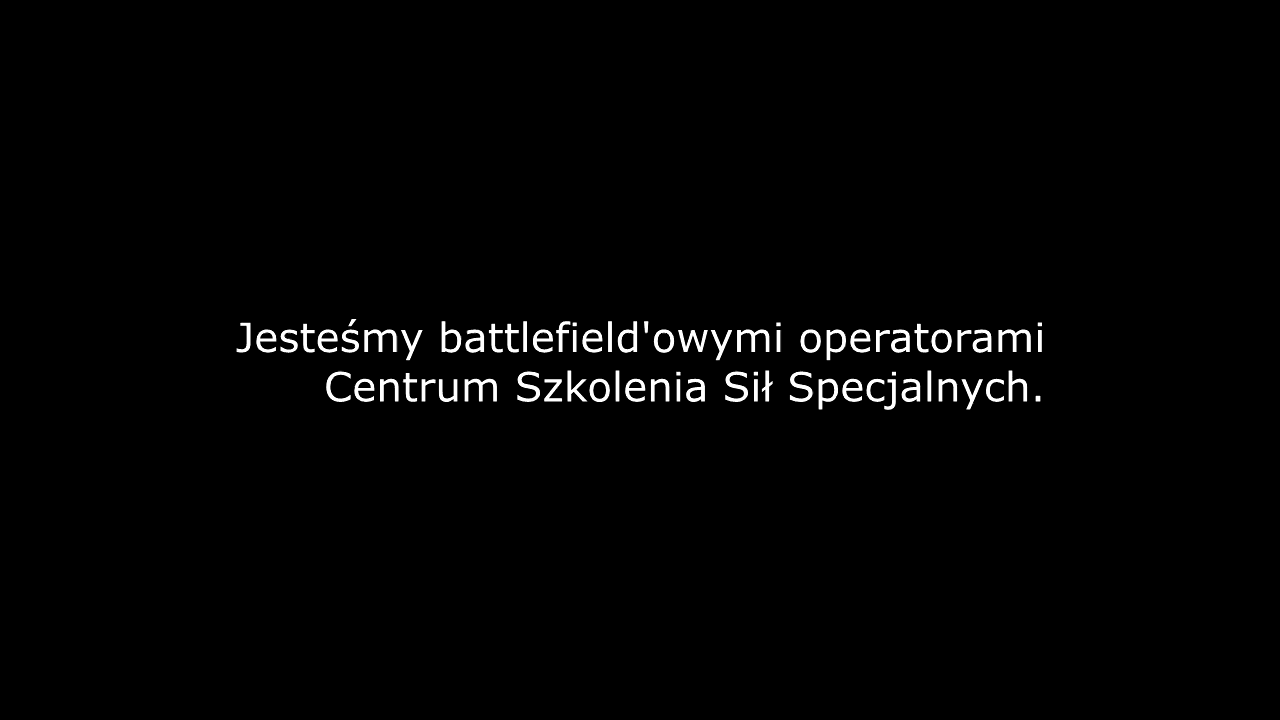 Jesteśmy battlefield'owymi operatorami
Centrum Szkolenia Sił Specjalnych.